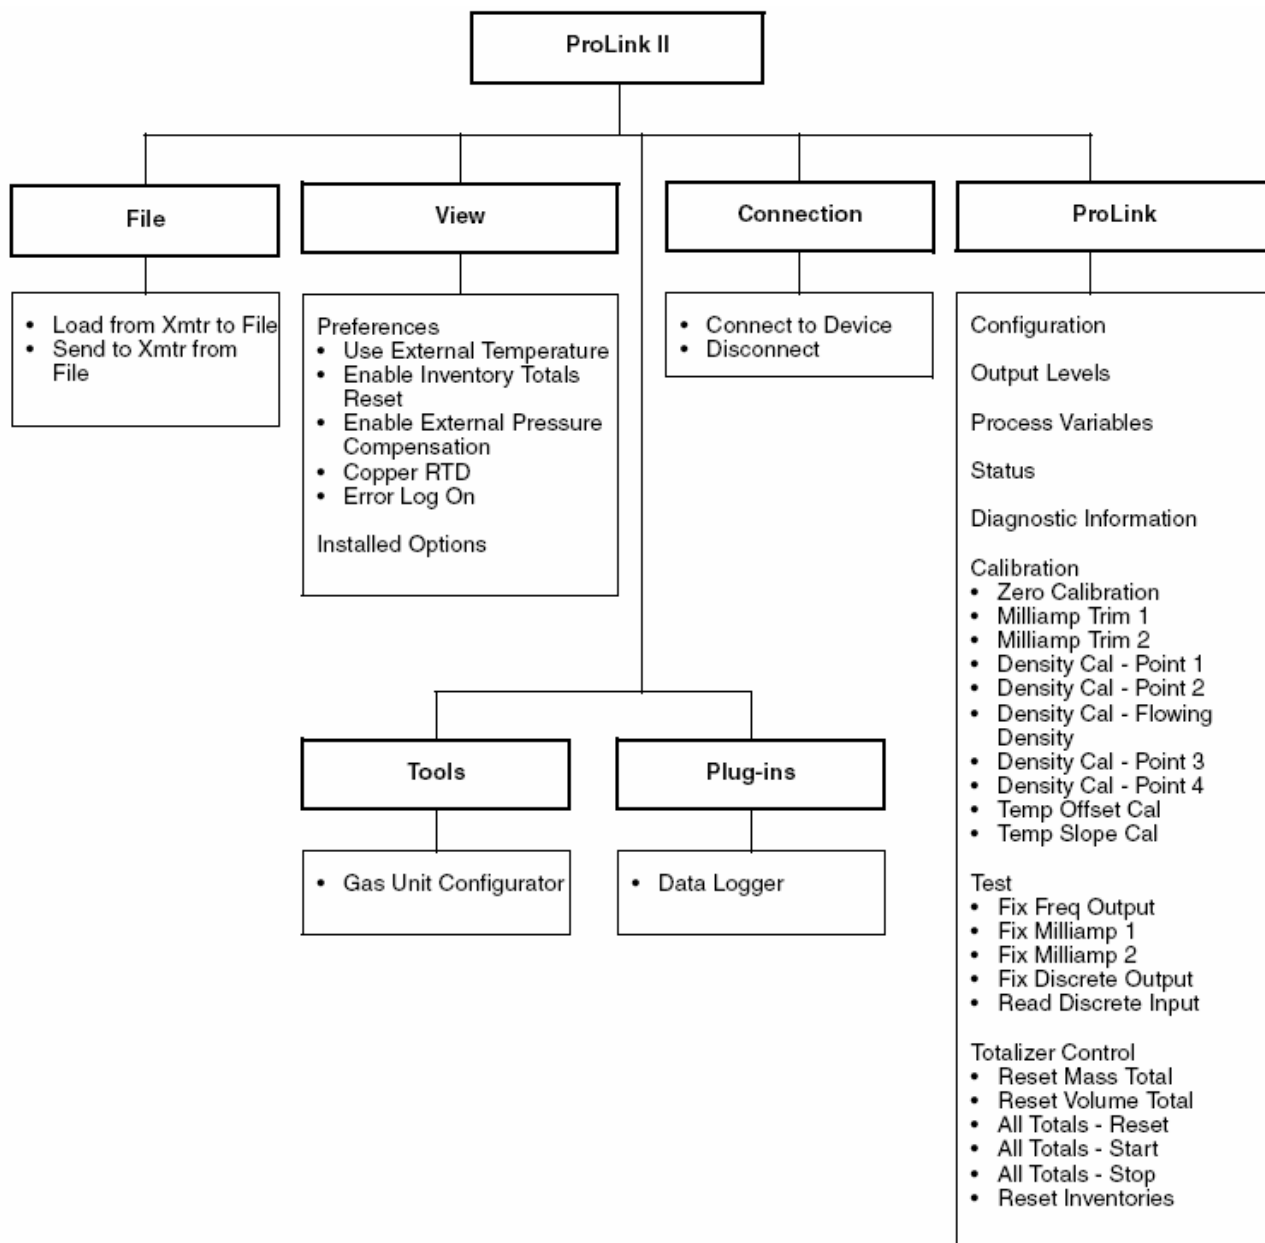 ProLink II
File
View
Connection
ProLink
• Load from Xmtr to File
• Send to Xmtr from
File
Preferences
• Use External Temperature
• Enable Inventory Totals
Reset
• Enable External Pressure
Compensation
• Copper RTD
• Error Log On
Installed Options
• Connect to Device
• Disconnect
Configuration
Output Levels
Process Variables
Status
Diagnostic Information
Calibration
• Zero Calibration
• Milliamp Trim 1
• Milliamp Trim 2
• Density Cal - Point 1
• Density Cal - Point 2
• Density Cal - Flowing
Density
• Density Cal - Point 3
• Density Cal - Point 4
• Temp Offset Cal
• Temp Slope Cal
Test
• Fix Freq Output
• Fix Milliamp 1
• Fix Milliamp 2
• Fix Discrete Output
• Read Discrete Input
Totalizer Control
• Reset Mass Total
• Reset Volume Total
• All Totals - Reset
• All Totals - Start
• All Totals - Stop
• Reset Inventories
Tools
Plug-ins
• Gas Unit Configurator
• Data Logger